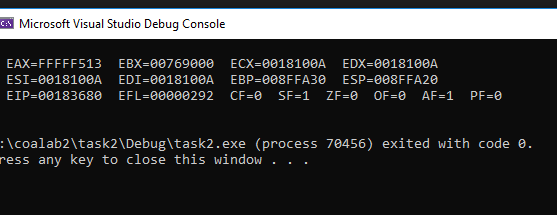 Microsoft Visual Studio Debug Console
EAX=FFFFF513 EBX=00769000 ECX=0018100A EDX=0018100A
ESI=0018100A EDI=0018100A EBP=008FFA30 ESP=008FFA20
EIP=00183680 EFL=00000292 CF=0 SF=1 ZF=0 OF=0 AF=1 PF=0
:\coalab2\task2\Debug\task2.exe (process 70456) exited with code 0.
ress any key to close this window . . .